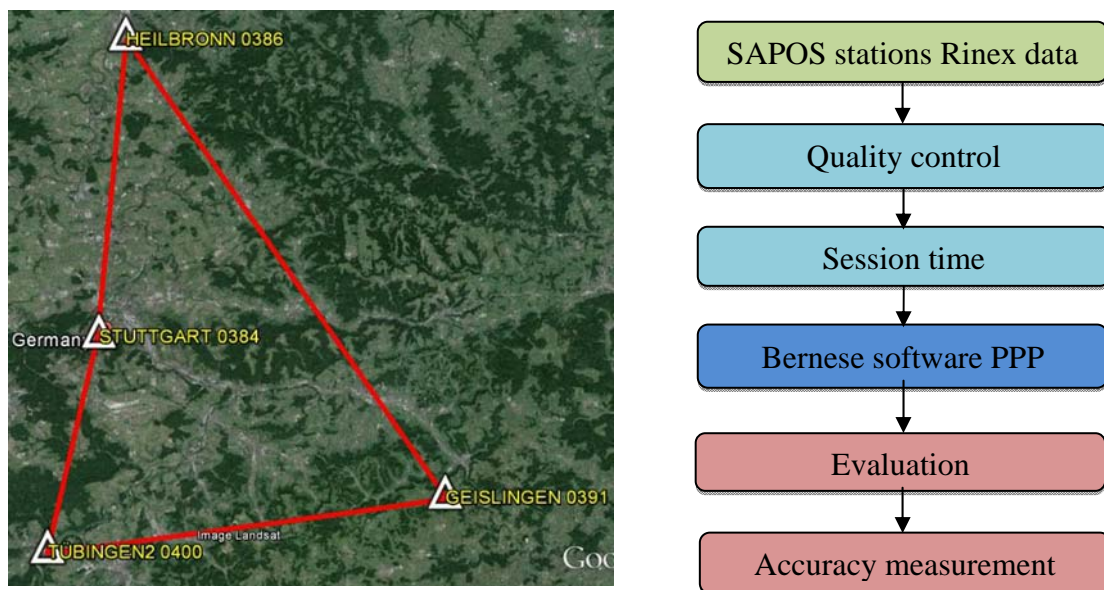 HEILBRONN 0386
German
STUTTGART 0384
GEISLINGEN 0391
Image Landsat
TÜBINGEN2 0400
Goo
SAPOS stations Rinex data
Quality control
Session time
Bernese software PPP
Evaluation
Accuracy measurement